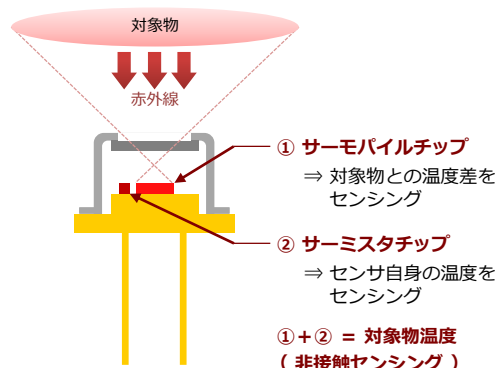 対象物
赤外線
① サーモパイルチップ
⇒ 対象物との温度差を
センシング
② サーミスタチップ
⇒ センサ自身の温度を
センシング
①+② = 対象物温度
( 非接触センシング )